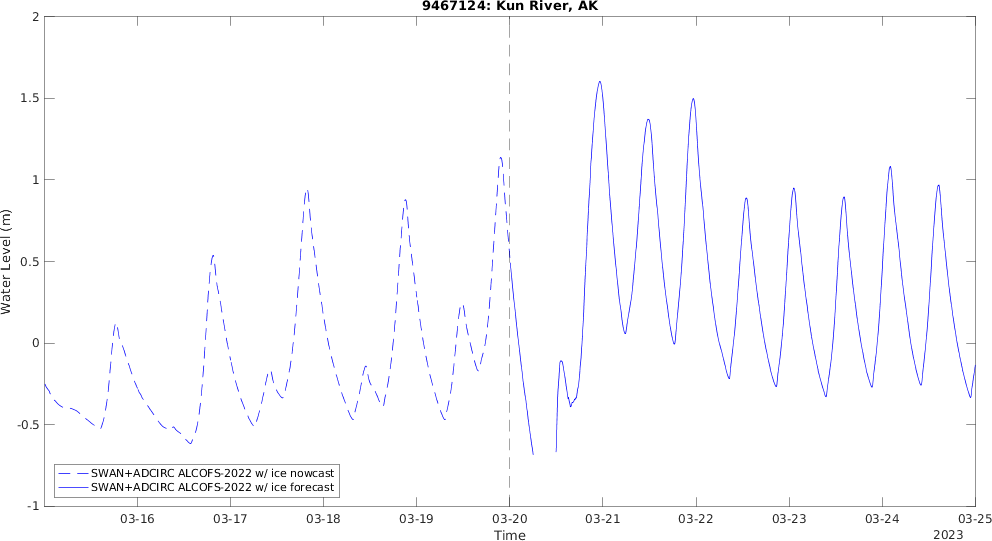 9467124: Kun River, AK
2
1.5
1
0.5
0
-0.5
-1
Water Level (m)
SWAN+ADCIRC ALCOFS-2022 w/ ice nowcast
SWAN+ADCIRC ALCOFS-2022 w/ ice forecast
03-16 03-17 03-18 03-19 03-20 03-21 03-22 03-23 03-24 03-25
Time
2023